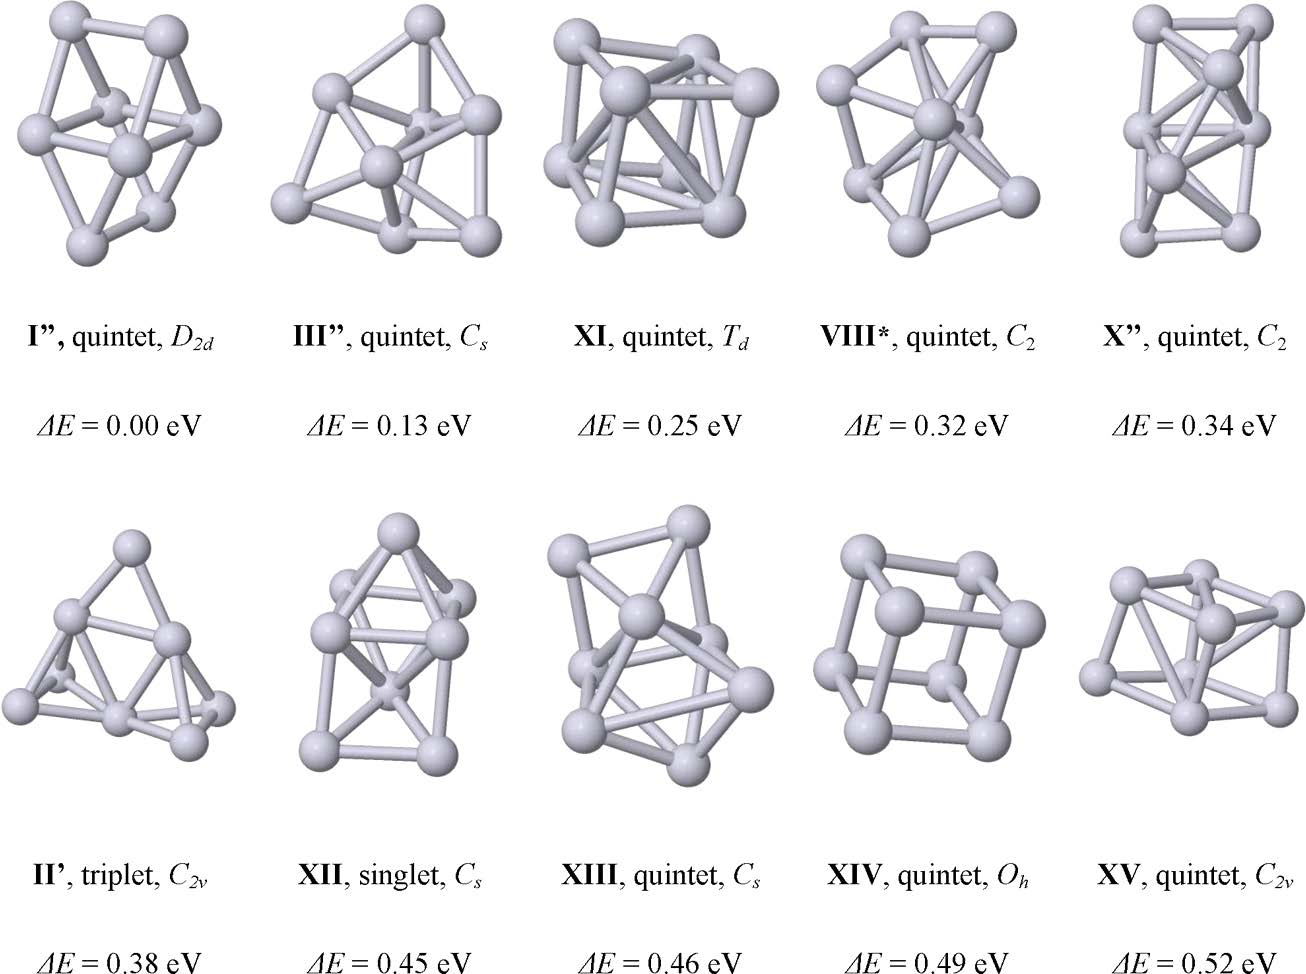 I”, quintet, D2d
III”, quintet, Cs
XI, quintet, Td
VIII*, quintet, C2
X”, quintet, C2
ΔE = 0.00 eV
ΔE = 0.13 eV
ΔE = 0.25 eV
ΔE = 0.32 eV
ΔE = 0.34 eV
II’, triplet, C2v
XII, singlet, Cs
XIII, quintet, Cs
XIV, quintet, Oh
XV, quintet, C2v
ΔE = 0.38 eV
ΔE = 0.45 eV
ΔE = 0.46 eV
ΔE = 0.49 eV
ΔE = 0.52 eV